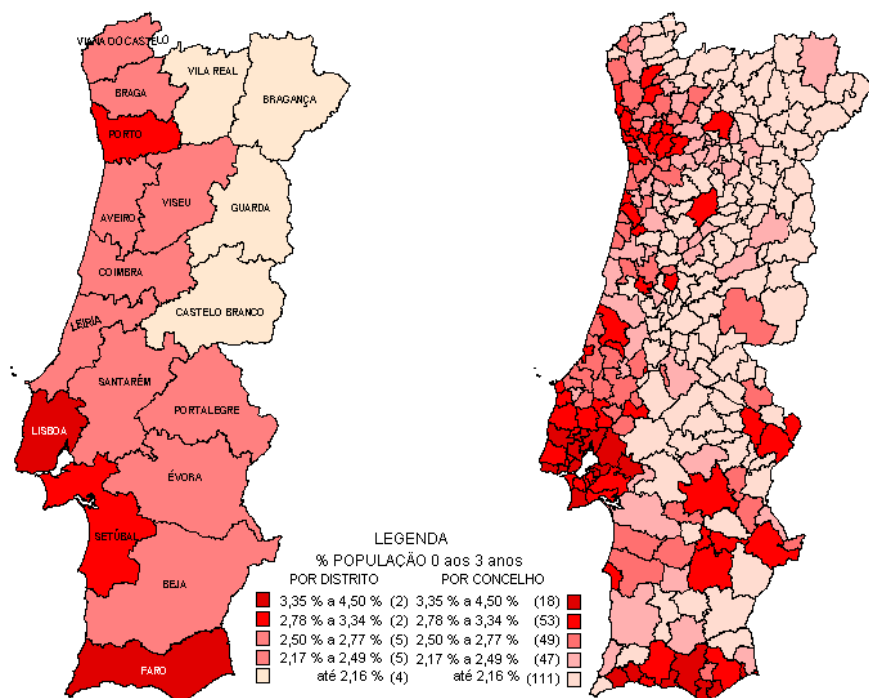 VIANA DO CASTELO
BRAGA
VILA REAL
BRAGANÇA
PORTO
AVEIRO
VISEU
GUARDA
COIMBRA
LEIRIA
CASTELO BRANCO
SANTARÉM
PORTALEGRE
LISBOA
ÉVORA
SETÚBAL
BEJA
FARO
LEGENDA
% POPULAÇÃO 0 aos 3 anos
POR DISTRITO POR CONCELHO
3,35 % a 4,50 % (2) 3,35 % a 4,50 % (18)
2,78 % a 3,34 % (2) 2,78 % a 3,34 % (53)
2,50 % a 2,77 % (5) 2,50 % a 2,77 % (49)
2,17 % a 2,49 % (5) 2,17 % a 2,49 % (47)
até 2,16 % (4) até 2,16 % (111)